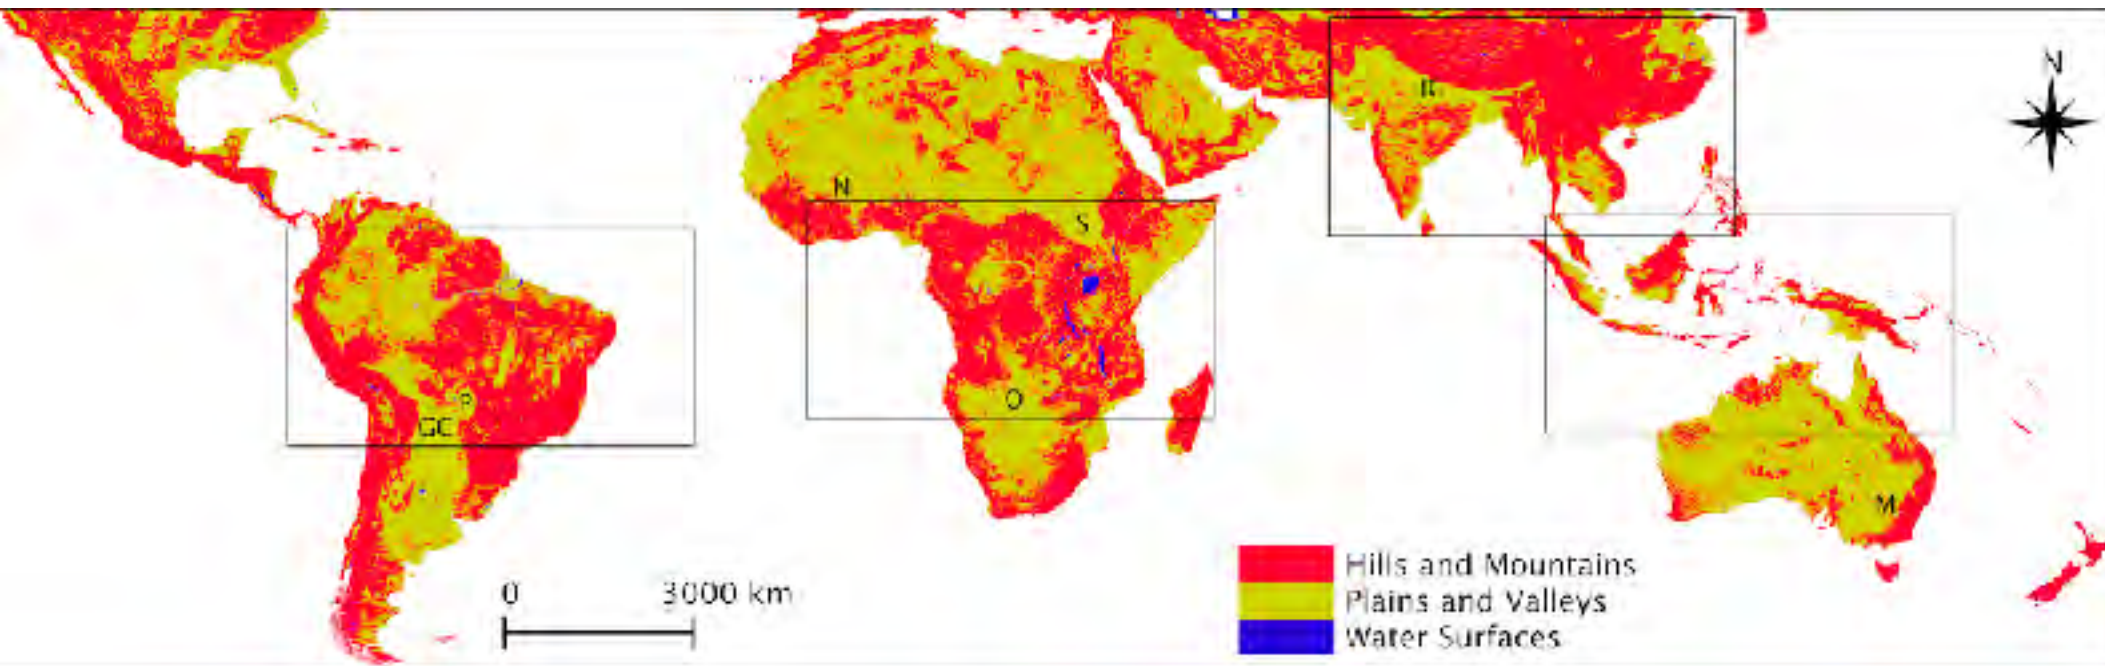 N
N
S
P
GC
O
M
0 3000 km
Hills and Mountains
Plains and Valleys
Water Surfaces